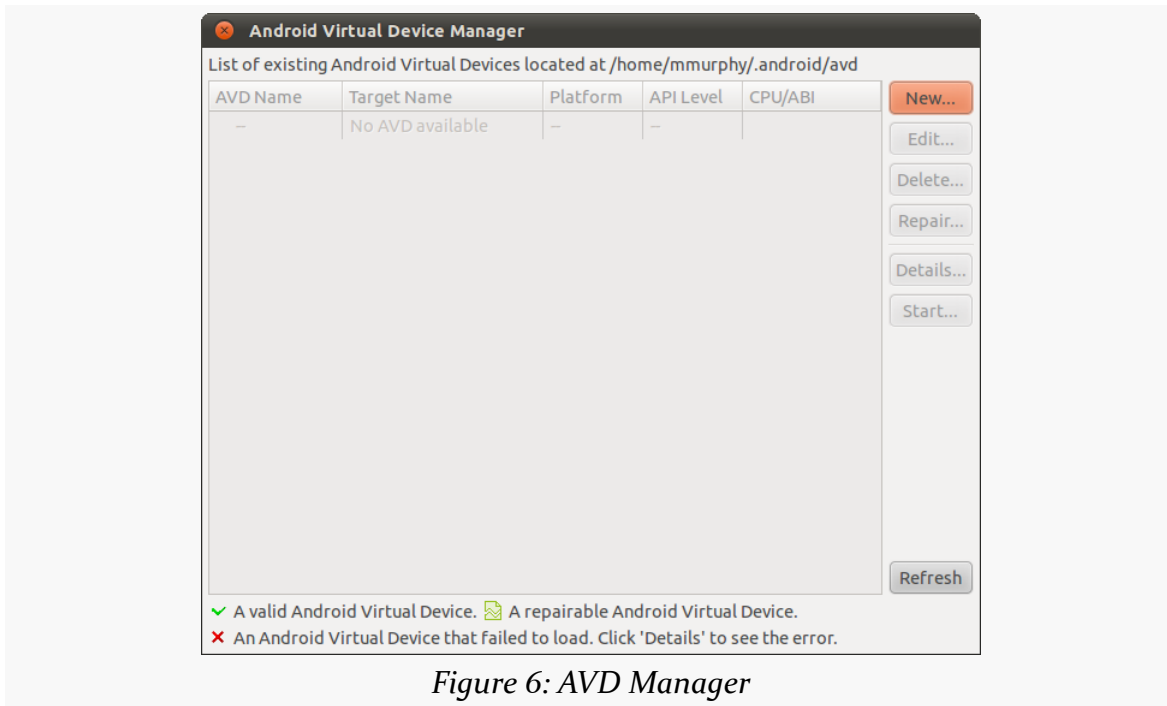 Android Virtual Device Manager
List of existing Android Virtual Devices located at /home/mmurphy/.android/avd
AVD Name Target Name Platform API Level CPU/ABI
-- No AVD available -- --
New...
Edit...
Delete...
Repair...
Details...
Start...
Refresh
A valid Android Virtual Device. A repairable Android Virtual Device.
An Android Virtual Device that failed to load. Click 'Details' to see the error.
Figure 6: AVD Manager